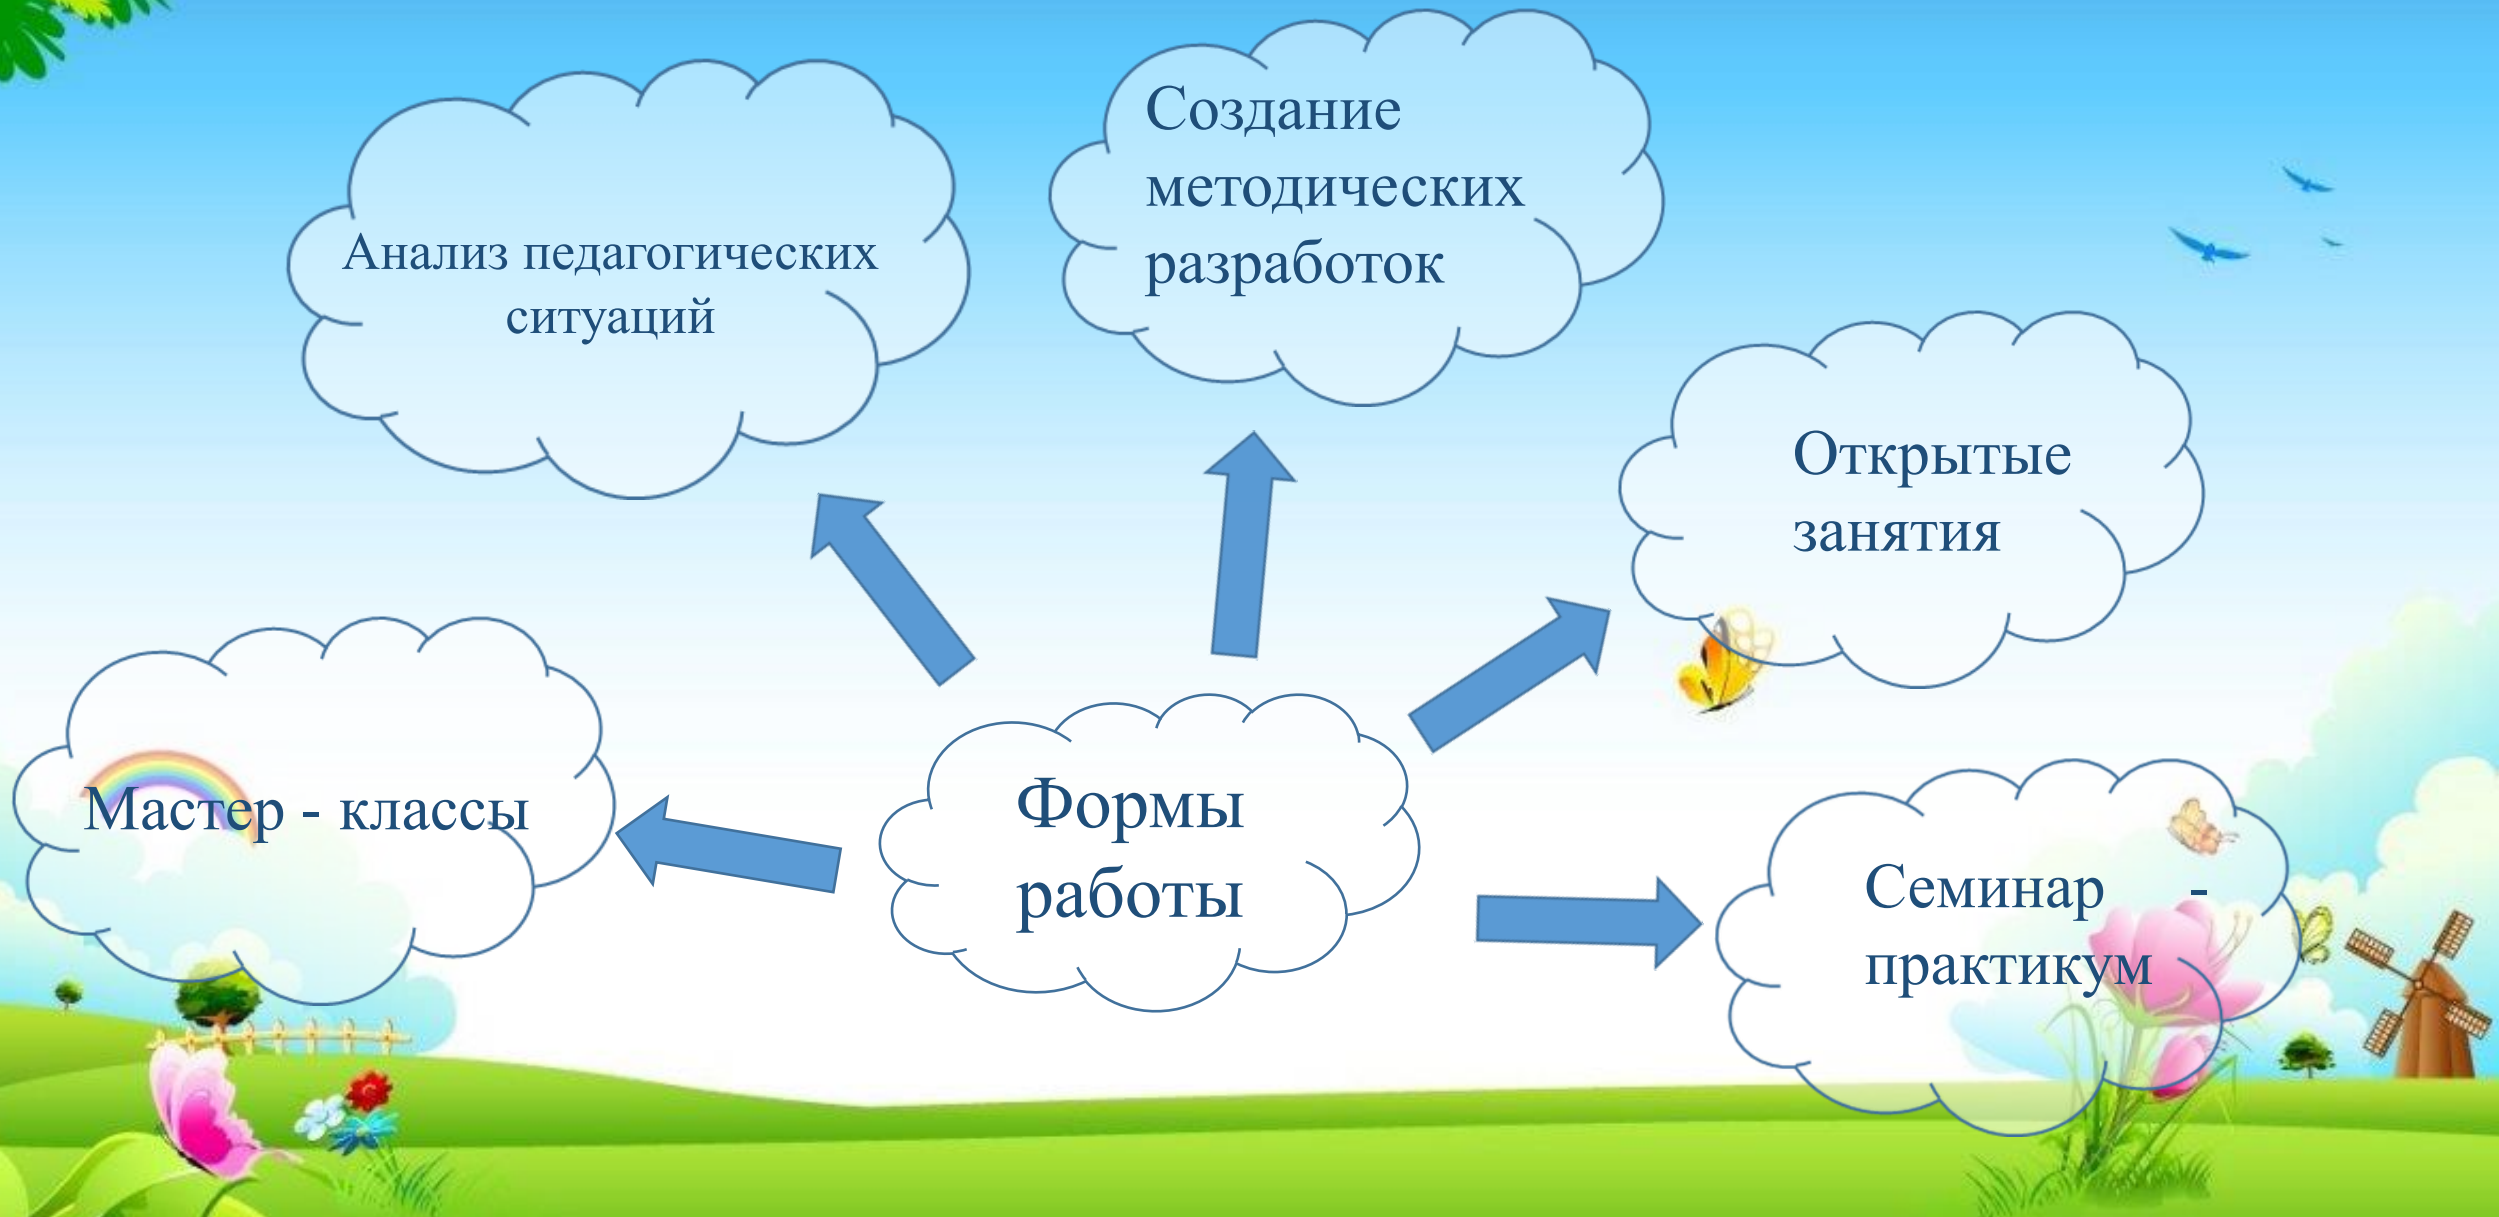 Создание
методических
разработок
Анализ педагогических
ситуаций
Открытые
занятия
Мастер - классы
Формы
работы
Семинар -
практикум